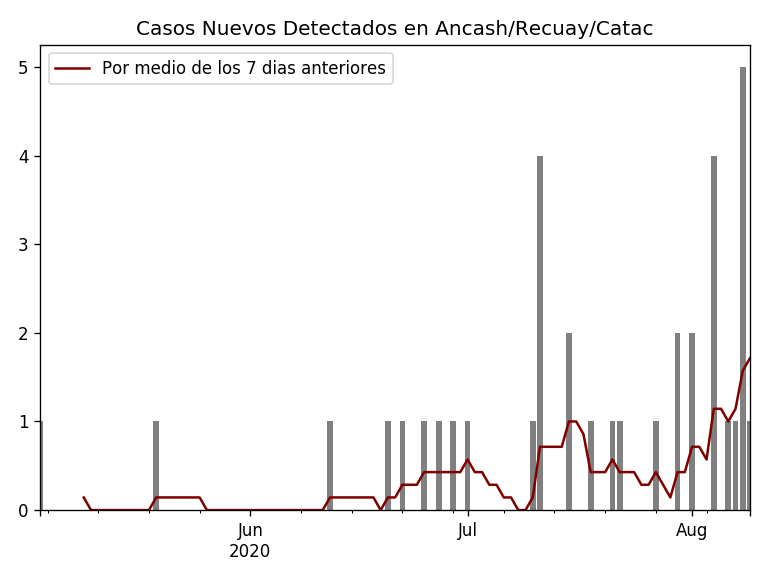 Casos Nuevos Detectados en Ancash/Recuay/Catac
Por medio de los 7 dias anteriores
5
4
3
2
1
0
Jun
2020
Jul
Aug